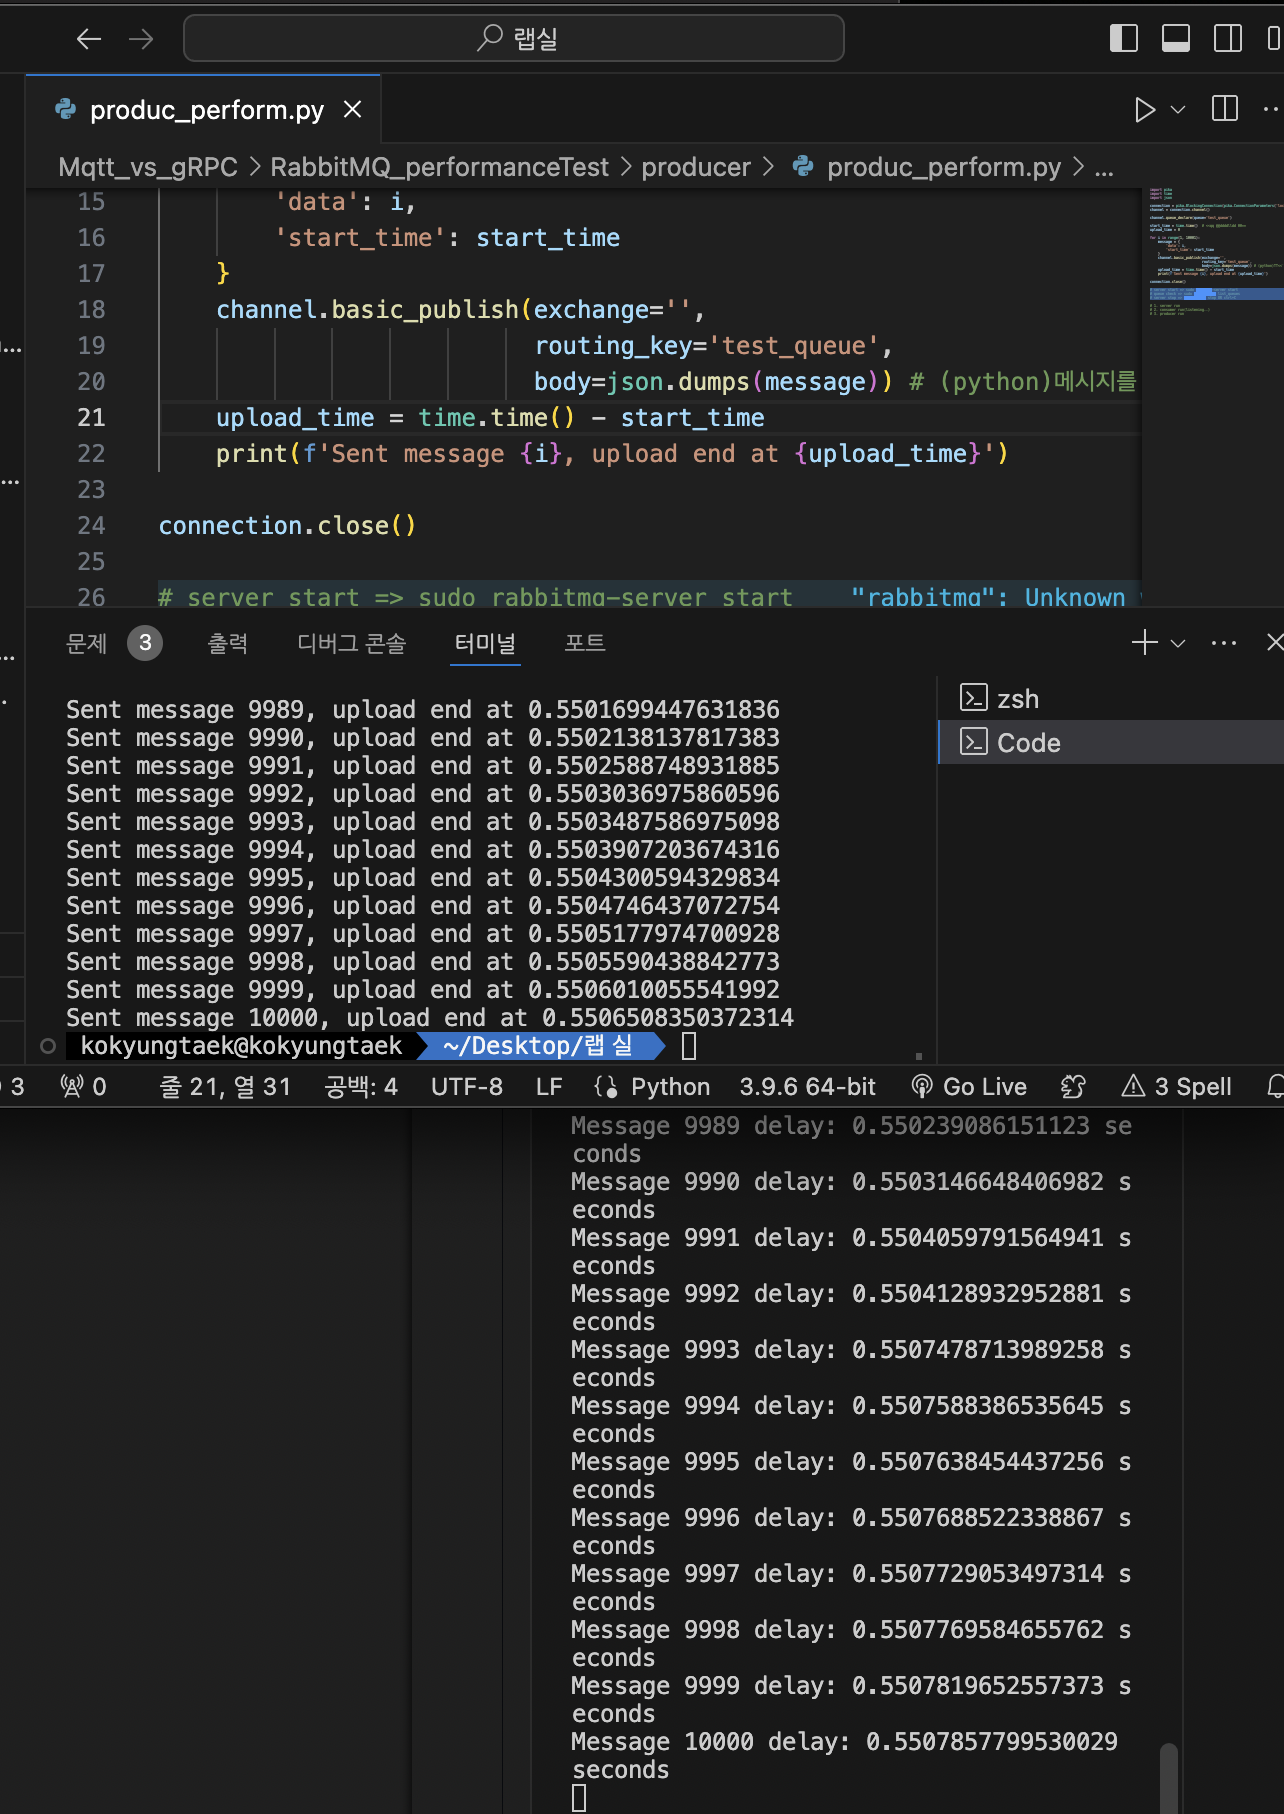 랩실
produc_perform.py
Mqtt_vs_gRPC > RabbitMQ_performanceTest > producer > produc_perform.py > ...
15 'data': i,
16 'start_time': start_time
17 }
18 channel.basic_publish(exchange='',
19 routing_key='test_queue',
20 body=json.dumps(message)) # (python)메시지를
21 upload_time = time.time() - start_time
22 print(f'Sent message {i}, upload end at {upload_time}')
23
24 connection.close()
25
26 # server start => sudo rabbitmq-server start "rabbitmq": Unknown
문제 3 출력 디버그 콘솔 터미널 포트
zsh
Code
Sent message 9989, upload end at 0.5501699447631836
Sent message 9990, upload end at 0.5502138137817383
Sent message 9991, upload end at 0.5502588748931885
Sent message 9992, upload end at 0.5503036975860596
Sent message 9993, upload end at 0.5503487586975098
Sent message 9994, upload end at 0.5503907203674316
Sent message 9995, upload end at 0.5504300594329834
Sent message 9996, upload end at 0.5504746437072754
Sent message 9997, upload end at 0.5505177974700928
Sent message 9998, upload end at 0.5505590438842773
Sent message 9999, upload end at 0.5506010055541992
Sent message 10000, upload end at 0.5506508350372314
kokyungtaek@kokyungtaek ~/Desktop/랩 실
3 0 줄 21, 열 31 공백: 4 UTF-8 LF Python 3.9.6 64-bit Go Live 3 Spell
Message 9989 delay: 0.550239086151123 se
conds
Message 9990 delay: 0.5503146648406982 s
econds
Message 9991 delay: 0.5504059791564941 s
econds
Message 9992 delay: 0.5504128932952881 s
econds
Message 9993 delay: 0.5507478713989258 s
econds
Message 9994 delay: 0.5507588386535645 s
econds
Message 9995 delay: 0.5507638454437256 s
econds
Message 9996 delay: 0.5507688522338867 s
econds
Message 9997 delay: 0.5507729053497314 s
econds
Message 9998 delay: 0.5507769584655762 s
econds
Message 9999 delay: 0.5507819652557373 s
econds
Message 10000 delay: 0.5507857799530029
seconds